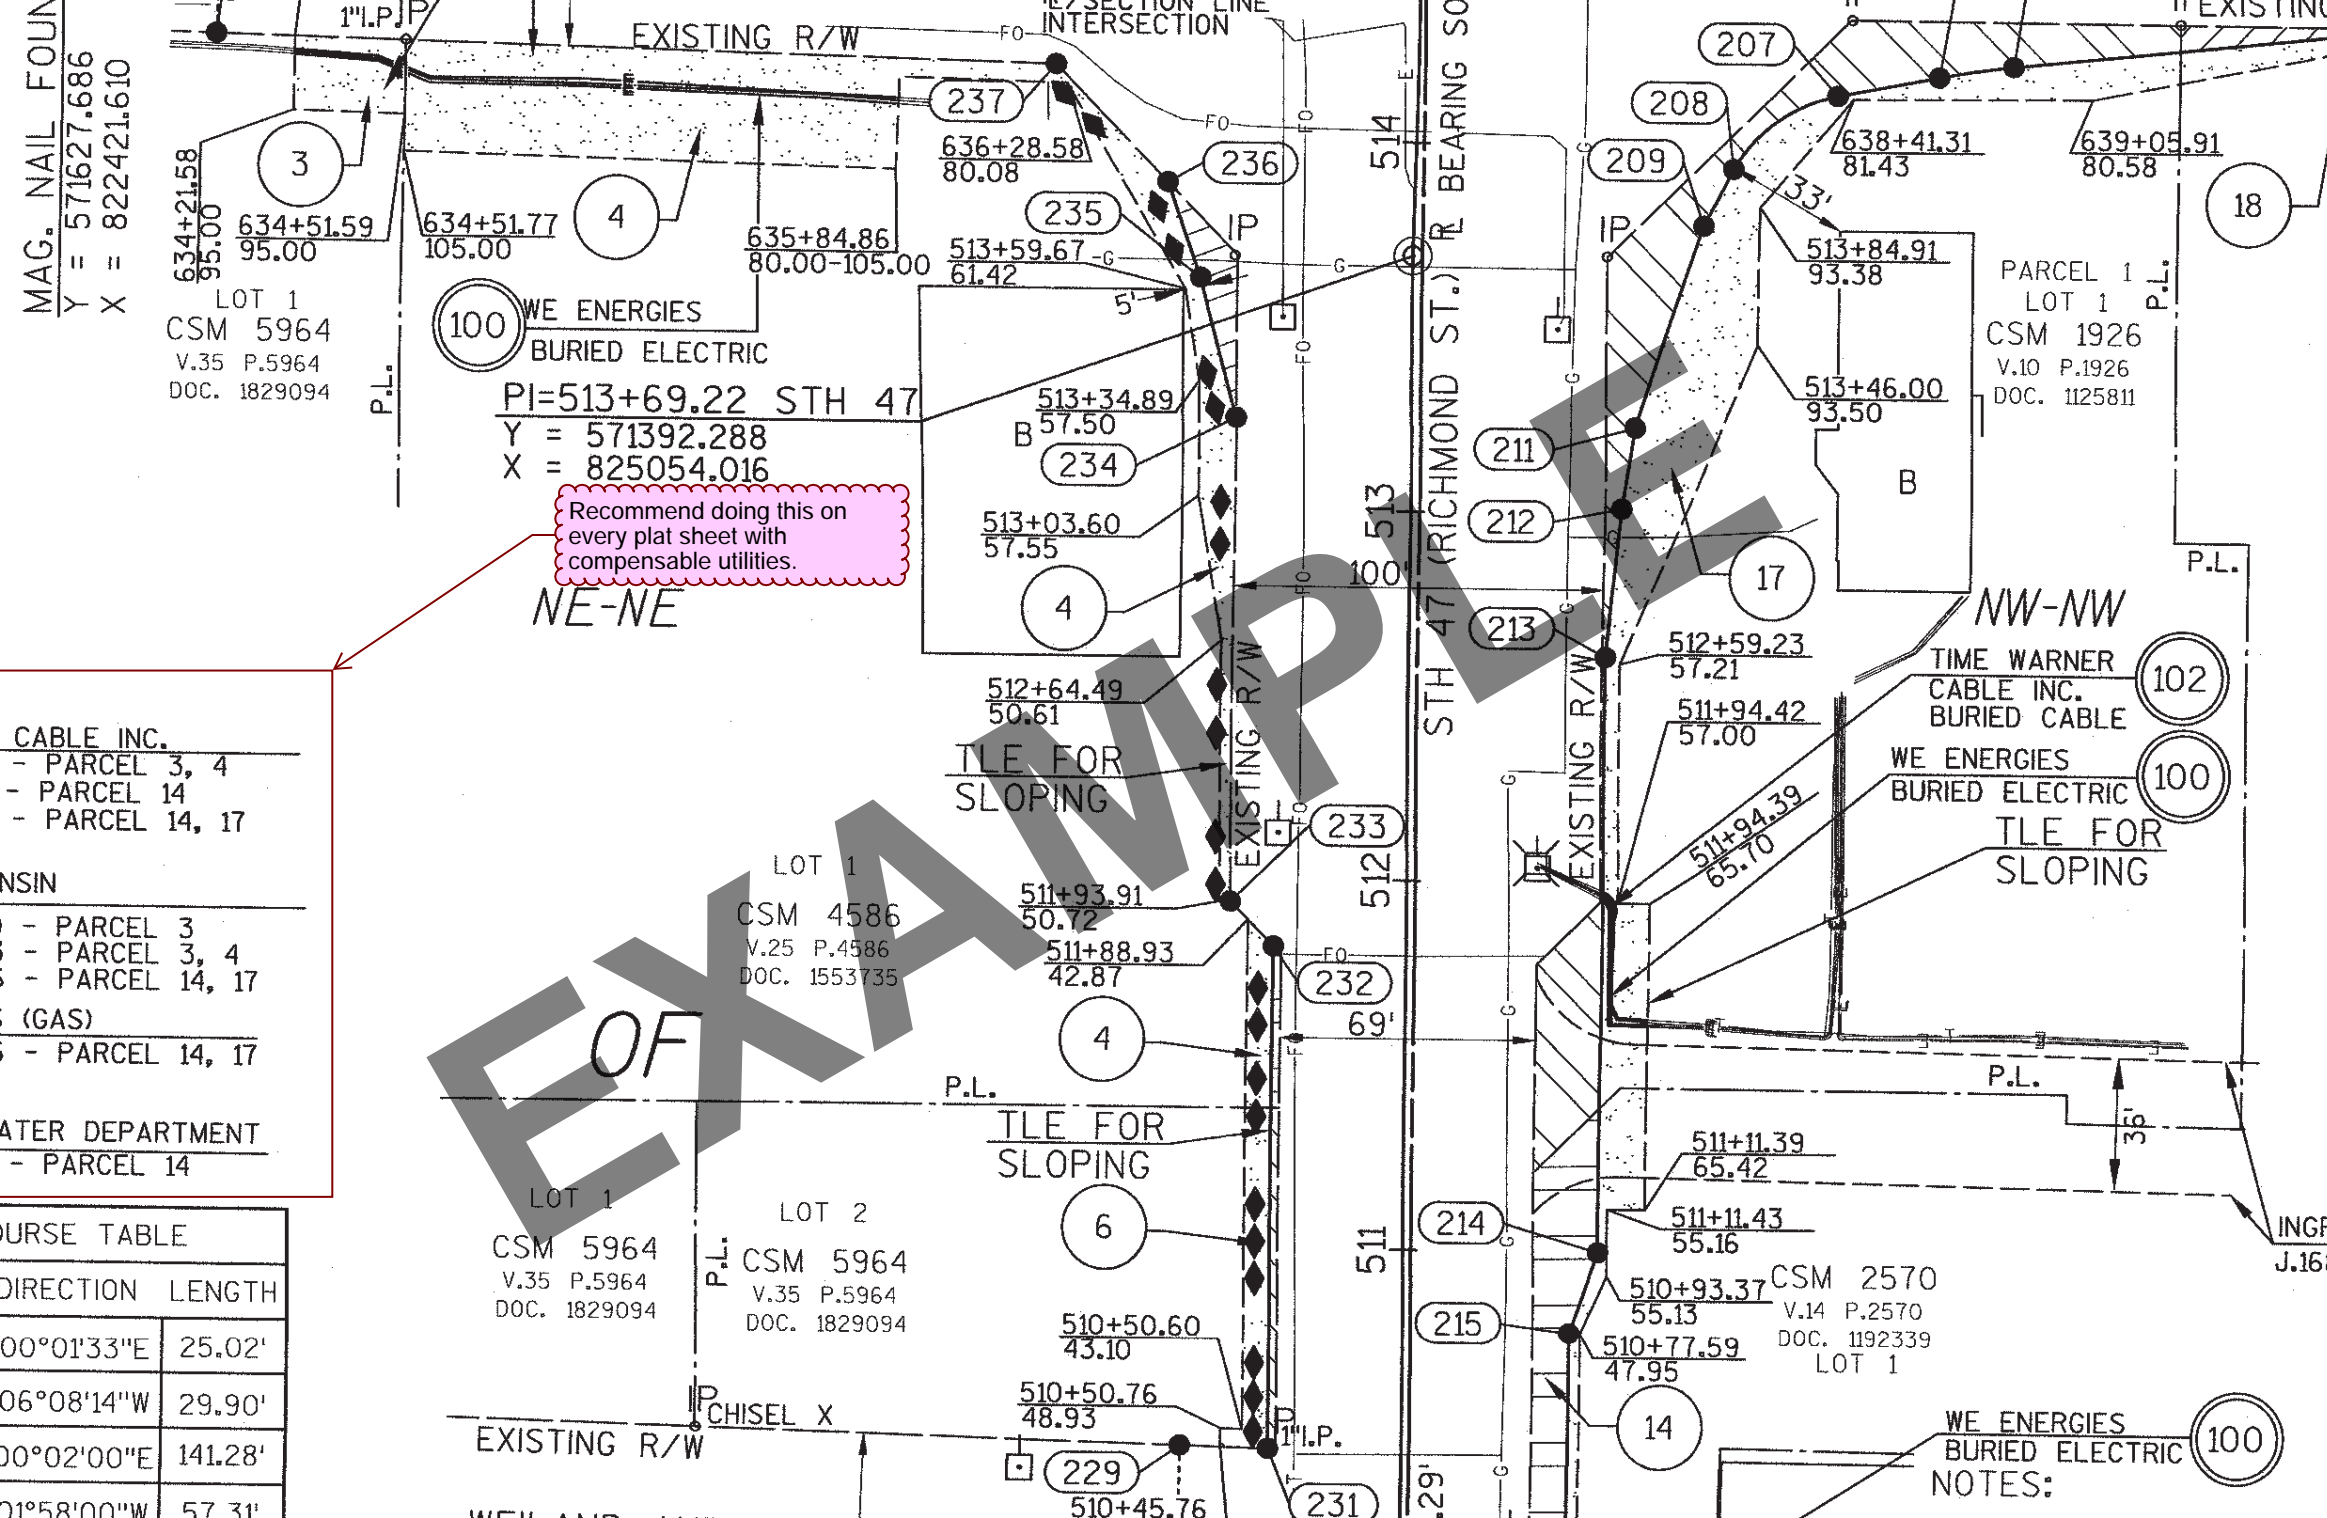 MAG. NAIL FOUN
Y = 571627.686
X = 822421.610
1"I.P.
IP
EXISTING R/W
INTERSECTION
FO
237
636+28.58
80.08
236
235
513+59.67
61.42
IP
5'
3
4
634+21.58
95.00
634+51.59
95.00
634+51.77
105.00
635+84.86
80.00-105.00
LOT 1
CSM 5964
V.35 P.5964
DOC. 1829094
P.L.
100
WE ENERGIES
BURIED ELECTRIC
PI=513+69.22 STH 47
Y = 571392.288
X = 825054.016
Recommend doing this on
every plat sheet with
compensable utilities.
NE-NE
513+34.89
57.50
B
234
513+03.60
57.55
4
512+64.49
50.61
TLE FOR
SLOPING
EXISTING R/W
233
511+93.91
50.72
511+88.93
42.87
232
LOT 1
CSM 4586
V.25 P.4586
DOC. 1553735
OF
4
69'
P.L.
TLE FOR
SLOPING
6
LOT 1
CSM 5964
V.35 P.5964
DOC. 1829094
P.L.
LOT 2
CSM 5964
V.35 P.5964
DOC. 1829094
510+50.60
43.10
510+50.76
48.93
IP
CHISEL X
EXISTING R/W
1"I.P.
229
510+45.76
231
514
513
512
511
100'
STH 47 (RICHMOND ST.) R BEARING SO
EXAMPLE
207
208
209
33'
IP
211
212
213
214
215
EXISTING
638+41.31
81.43
639+05.91
80.58
18
513+84.91
93.38
513+46.00
93.50
PARCEL 1
LOT 1
CSM 1926
V.10 P.1926
DOC. 1125811
P.L.
B
17
P.L.
NW-NW
512+59.23
57.21
511+94.42
57.00
EXISTING R/W
TIME WARNER
CABLE INC.
BURIED CABLE
102
WE ENERGIES
BURIED ELECTRIC
100
511+94.39
65.70
TLE FOR
SLOPING
P.L.
36'
511+11.39
65.42
511+11.43
55.16
510+93.37
55.13
510+77.59
47.95
CSM 2570
V.14 P.2570
DOC. 1192339
LOT 1
14
WE ENERGIES
BURIED ELECTRIC
100
NOTES:
CABLE INC.
- PARCEL 3, 4
- PARCEL 14
- PARCEL 14, 17
NSIN
- PARCEL 3
- PARCEL 3, 4
- PARCEL 14, 17
(GAS)
- PARCEL 14, 17
ATER DEPARTMENT
- PARCEL 14
OURSE TABLE
DIRECTION LENGTH
00°01'33"E 25.02'
06°08'14"W 29.90'
00°02'00"E 141.28'
01°58'00"W 57.31'
.29'